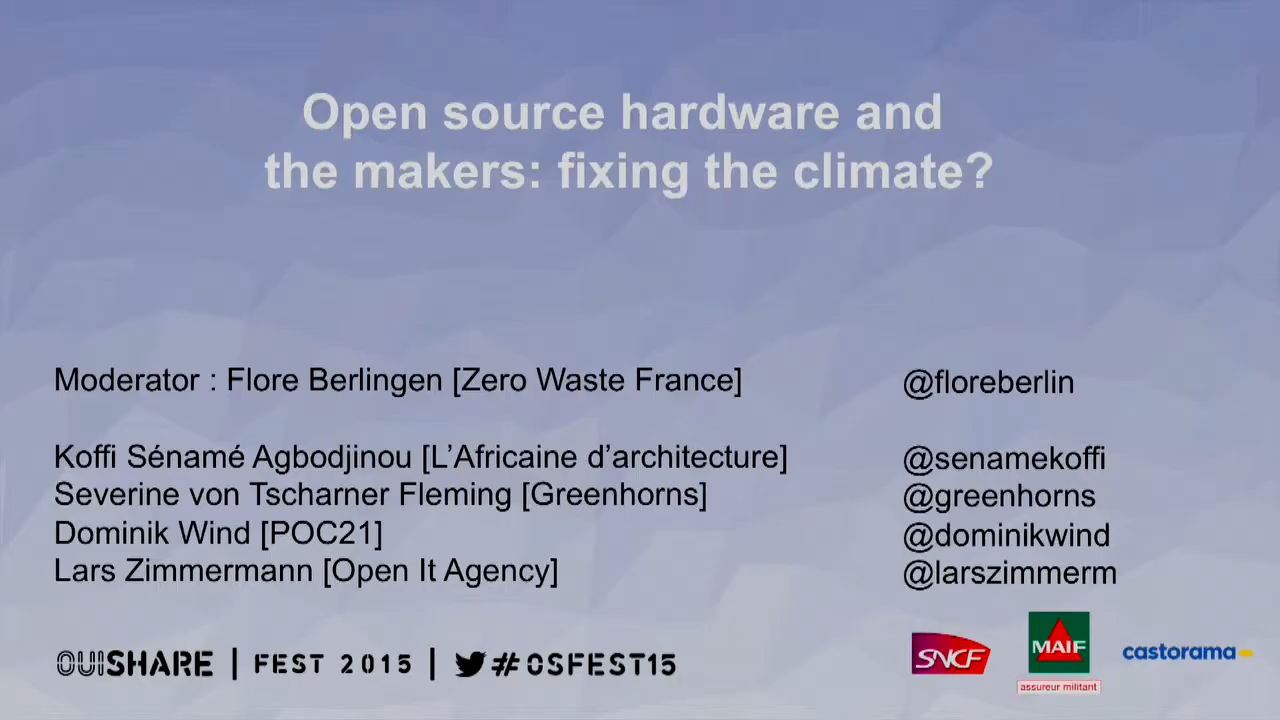 Open source hardware and
the makers: fixing the climate?
Moderator : Flore Berlingen [Zero Waste France] @floreberlin
Koffi Sénamé Agbodjinou [L’Africaine d’architecture] @senamekoffi
Severine von Tscharner Fleming [Greenhorns] @greenhorns
Dominik Wind [POC21] @dominikwind
Lars Zimmermann [Open It Agency] @larszimmerm
OUISHARE | FEST 2015 | #OSFEST15
SNCF
MAIF
assureur militant
castorama